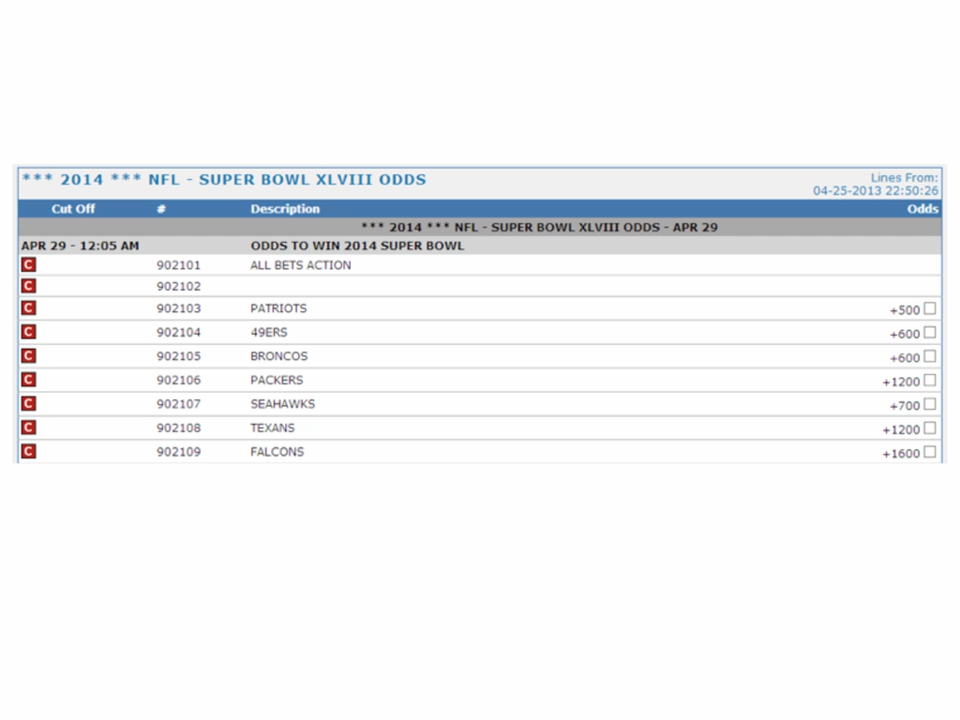 *** 2014 *** NFL - SUPER BOWL XLVIII ODDS
Lines From:
04-25-2013 22:50:26
Cut Off # Description Odds
*** 2014 *** NFL - SUPER BOWL XLVIII ODDS - APR 29
APR 29 - 12:05 AM ODDS TO WIN 2014 SUPER BOWL
C 902101 ALL BETS ACTION
C 902102
C 902103 PATRIOTS +500
C 902104 49ERS +600
C 902105 BRONCOS +600
C 902106 PACKERS +1200
C 902107 SEAHAWKS +700
C 902108 TEXANS +1200
C 902109 FALCONS +1600